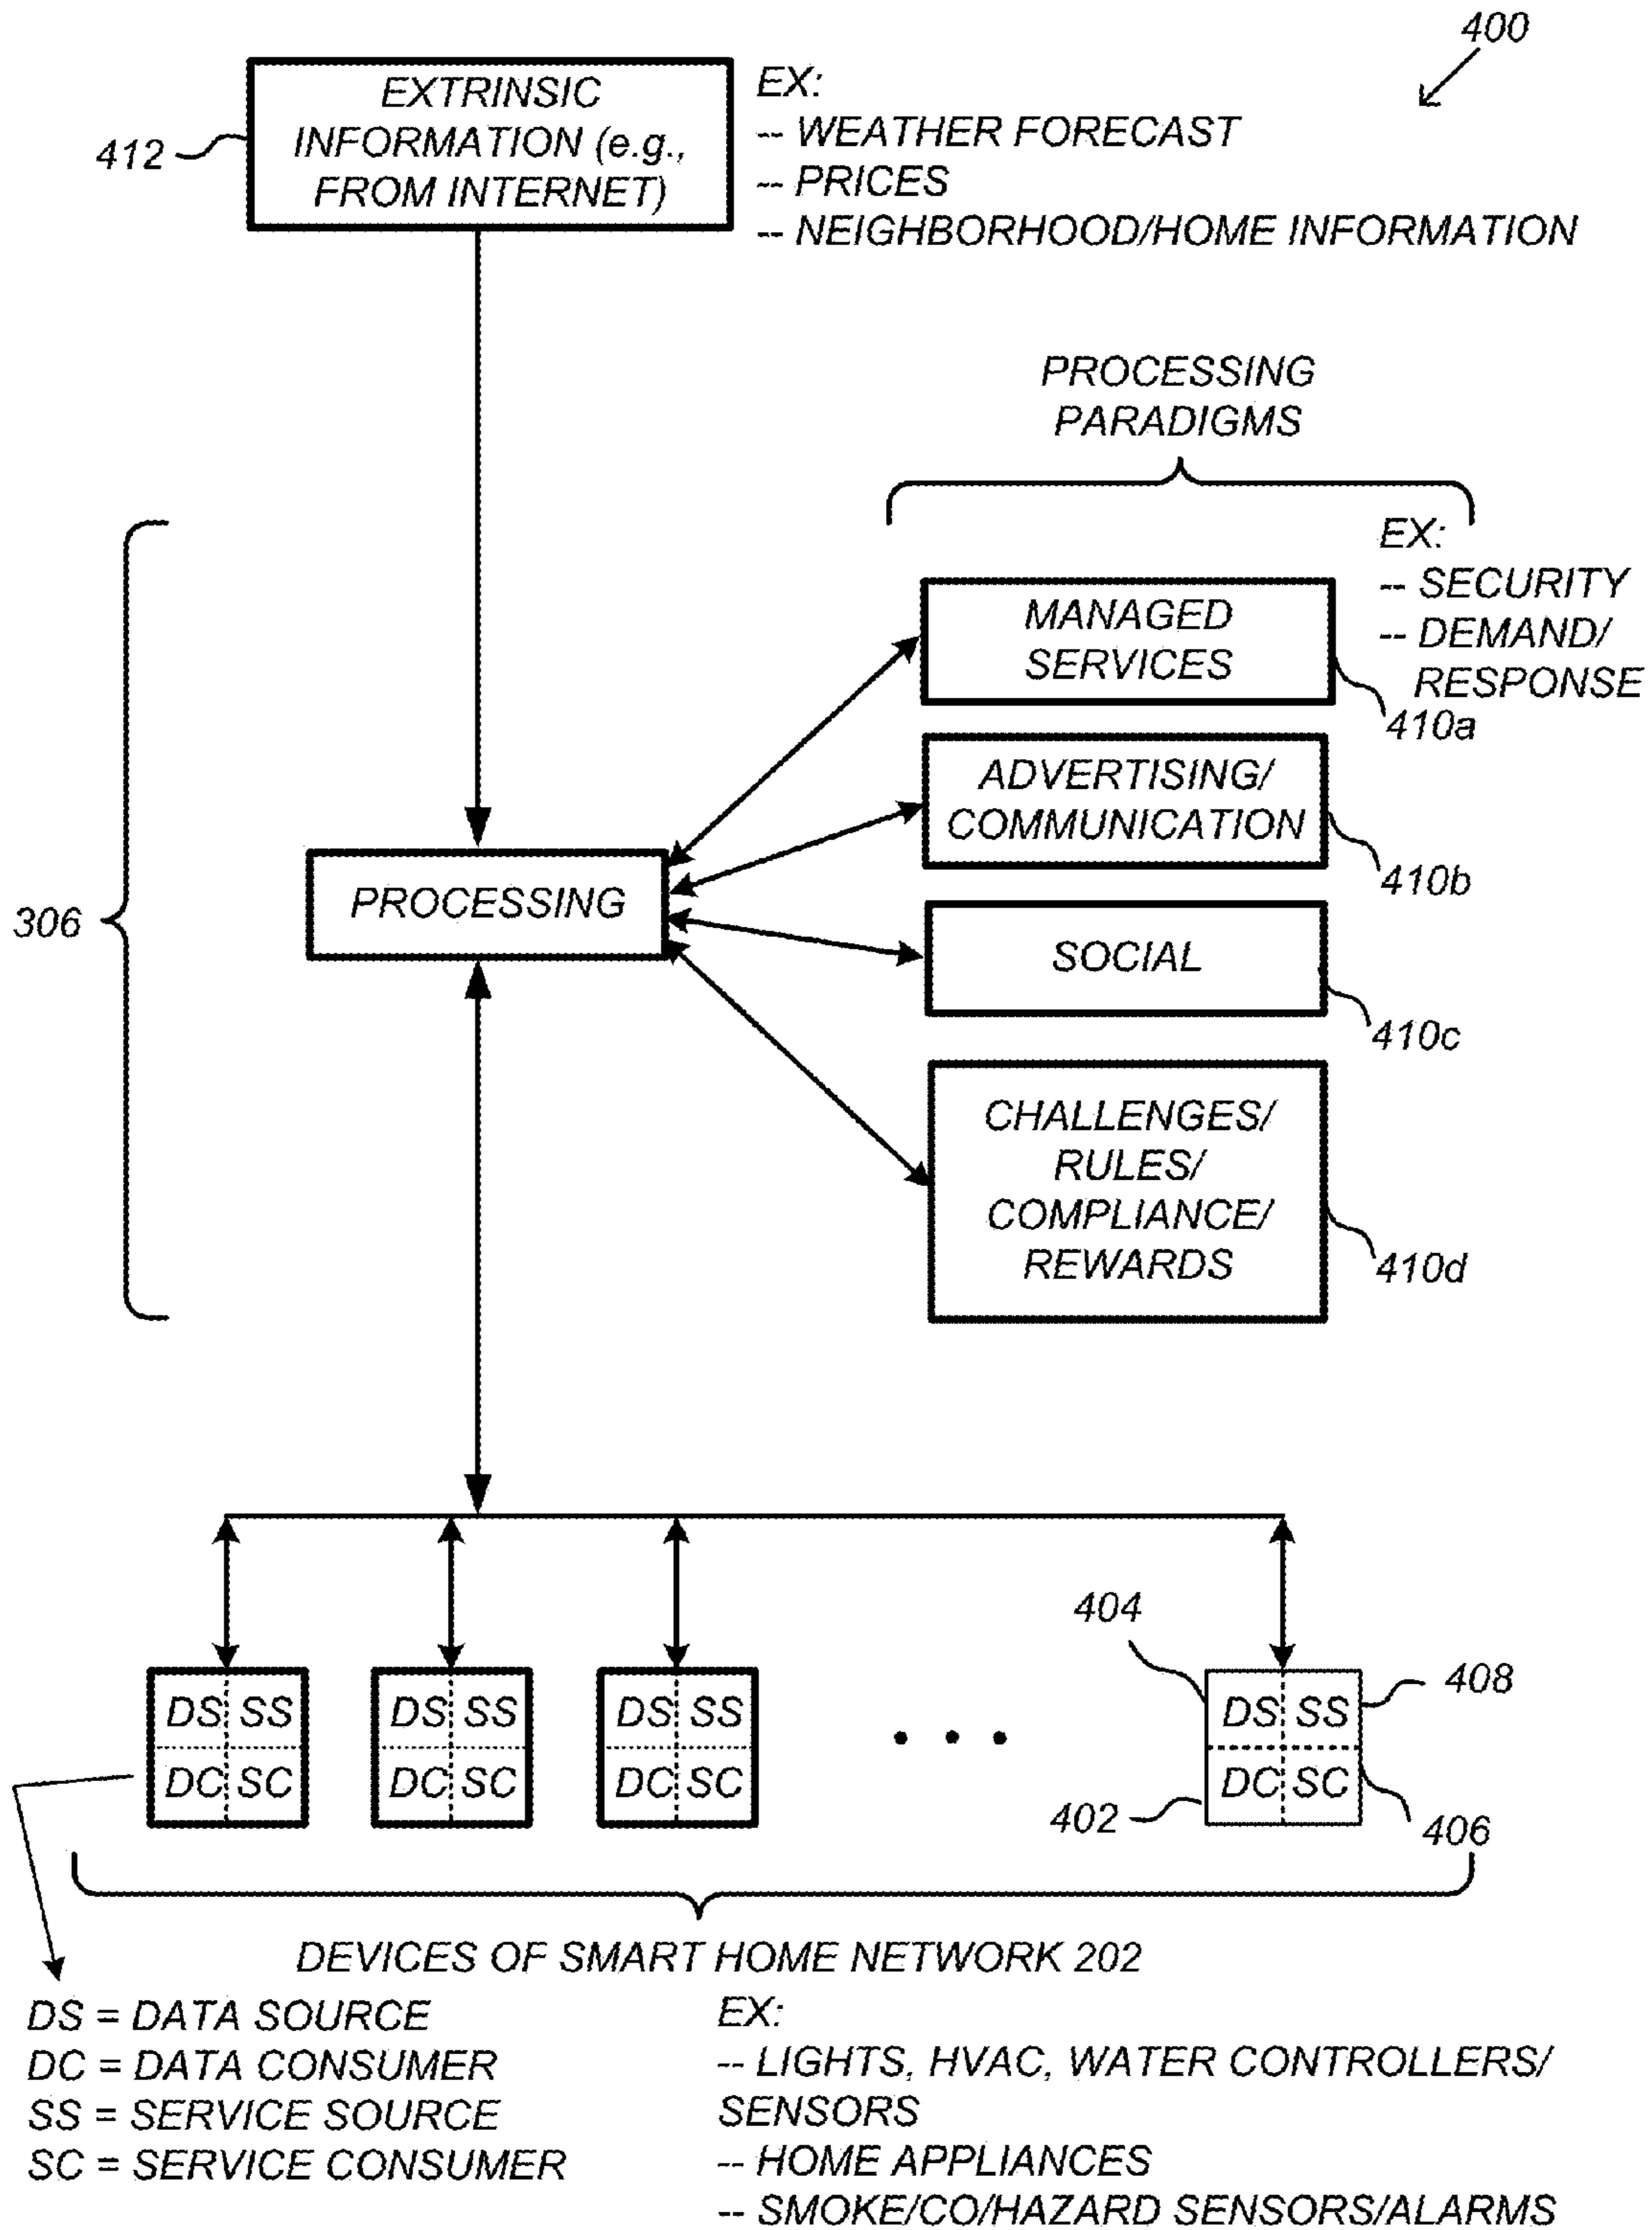 400
EXTRINSIC
INFORMATION (e.g.,
FROM INTERNET)
412
EX:
-- WEATHER FORECAST
-- PRICES
-- NEIGHBORHOOD/HOME INFORMATION
PROCESSING
PARADIGMS
EX:
-- SECURITY
-- DEMAND/
RESPONSE
MANAGED
SERVICES
410a
ADVERTISING/
COMMUNICATION
410b
306
PROCESSING
SOCIAL
410c
CHALLENGES/
RULES/
COMPLIANCE/
REWARDS
410d
404
408
DS SS
DC SC
DS SS
DC SC
DS SS
DC SC
. . .
DS SS
DC SC
402
406
DEVICES OF SMART HOME NETWORK 202
DS = DATA SOURCE
DC = DATA CONSUMER
SS = SERVICE SOURCE
SC = SERVICE CONSUMER
EX:
-- LIGHTS, HVAC, WATER CONTROLLERS/
SENSORS
-- HOME APPLIANCES
-- SMOKE/CO/HAZARD SENSORS/ALARMS